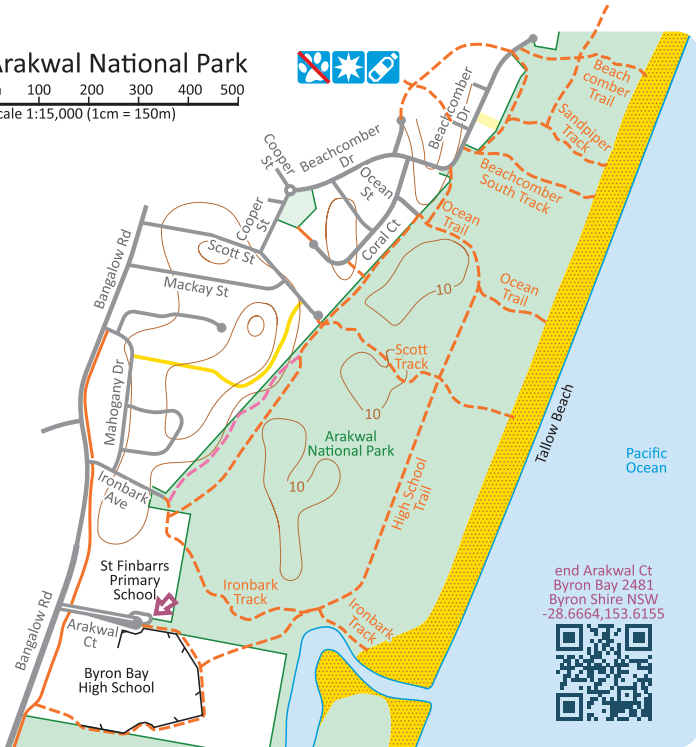 Arakwal National Park
100 200 300 400 500
cale 1:15,000 (1cm = 150m)
Beach
comber
Trail
Sandpiper
Track
Beachcomber
Dr
Beachcomber
Dr
Cooper
St
Beachcomber
South Track
Ocean
St
Ocean
Trail
Cooper
St
Coral Ct
Scott St
Bangalow Rd
Mackay St
10
Ocean
Trail
Scott
Track
10
Mahogany Dr
Tallow Beach
Arakwal
National Park
Pacific
Ocean
10
Ironbark
Ave
High School
Trail
St Finbarrs
Primary
School
Ironbark
Track
Ironbark
Track
end Arakwal Ct
Byron Bay 2481
Byron Shire NSW
-28.6664,153.6155
Bangalow Rd
Arakwal
Ct
Byron Bay
High School